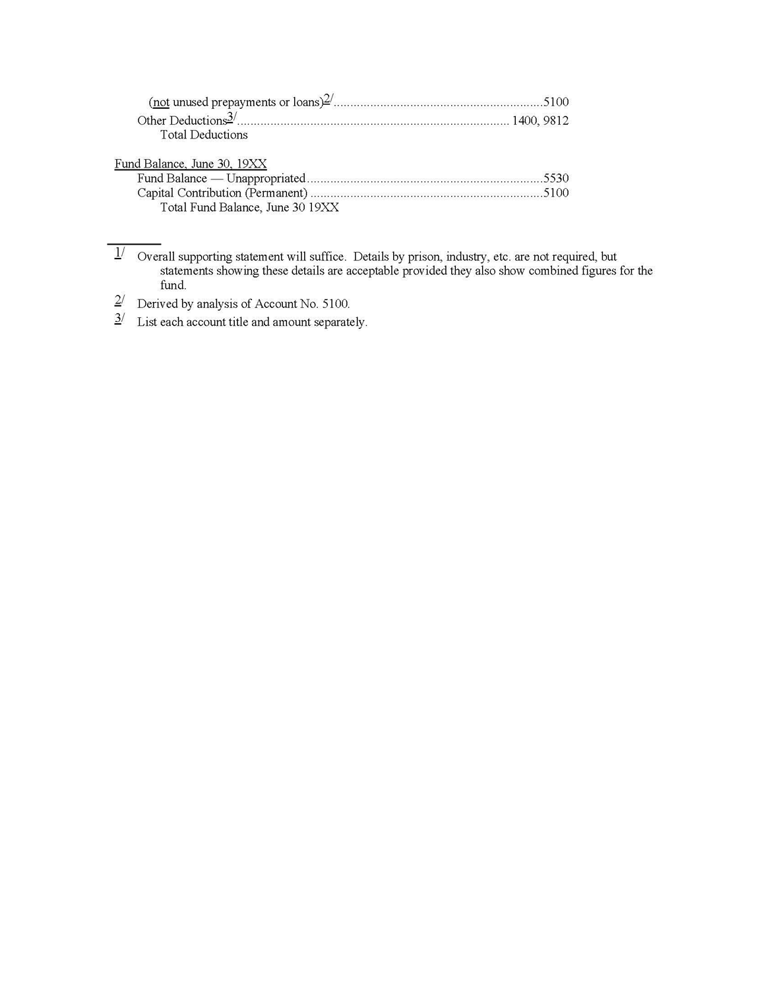 (not unused prepayments or loans)2/..............................................................5100
Other Deductions3/................................................................................. 1400, 9812
Total Deductions
Fund Balance, June 30, 19XX
Fund Balance — Unappropriated......................................................................5530
Capital Contribution (Permanent) .....................................................................5100
Total Fund Balance, June 30 19XX
1/ Overall supporting statement will suffice. Details by prison, industry, etc. are not required, but
statements showing these details are acceptable provided they also show combined figures for the
fund.
2/ Derived by analysis of Account No. 5100.
3/ List each account title and amount separately.